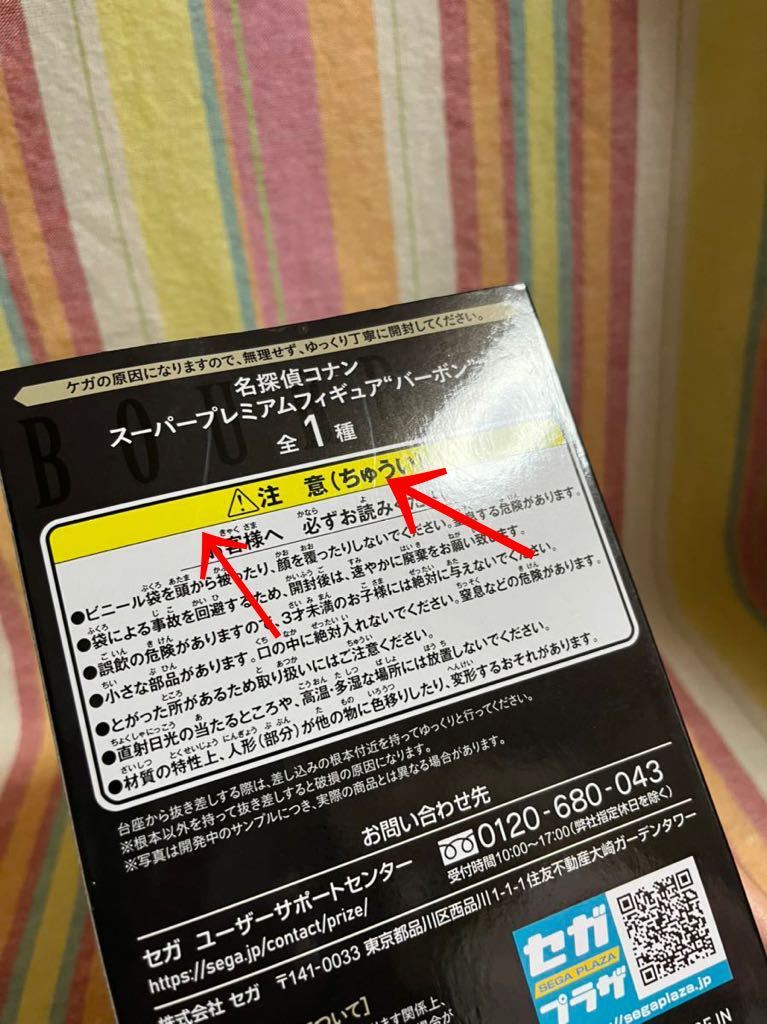 ケガの原因になりますので、無理せず、ゆっくり丁寧に開封してください。
BOU
名探偵コナン
スーパープレミアムフィギュア“バーボン”
全1種
⚠注 意(ちゅうい)
お客様へ 必ずお読みください
●ビニール袋を頭から被ったり、顔を覆ったりしないでください。窒息する危険があります。
●袋による事故を回避するため、開封後は、速やかに廃棄をお願い致します。
●誤飲の危険がありますので、3才未満のお子様には絶対に与えないでください。
●小さな部品があります。口の中に絶対入れないでください。窒息などの危険があります。
●とがった所があるため取り扱いにはご注意ください。
●直射日光の当たるところや、高温・多湿な場所には放置しないでください。
●材質の特性上、人形(部分)が他の物に色移りしたり、変形するおそれがあります。
台座から抜き差しする際は、差し込みの根本付近を持ってゆっくりと行ってください。
※根本以外を持って抜き差しすると破損の原因になります。
※写真は開発中のサンプルにつき、実際の商品とは異なる場合があります。
お問い合わせ先
0120-680-043
受付時間10:00~17:00(弊社指定休日を除く)
セガ ユーザーサポートセンター
https://sega.jp/contact/prize/
株式会社 セガ 〒141-0033 東京都品川区西品川1-1-1住友不動産大崎ガーデンタワー
セガ
SEGA PLAZA
プラザ
://segaplaza.jp
ついて]
E IN